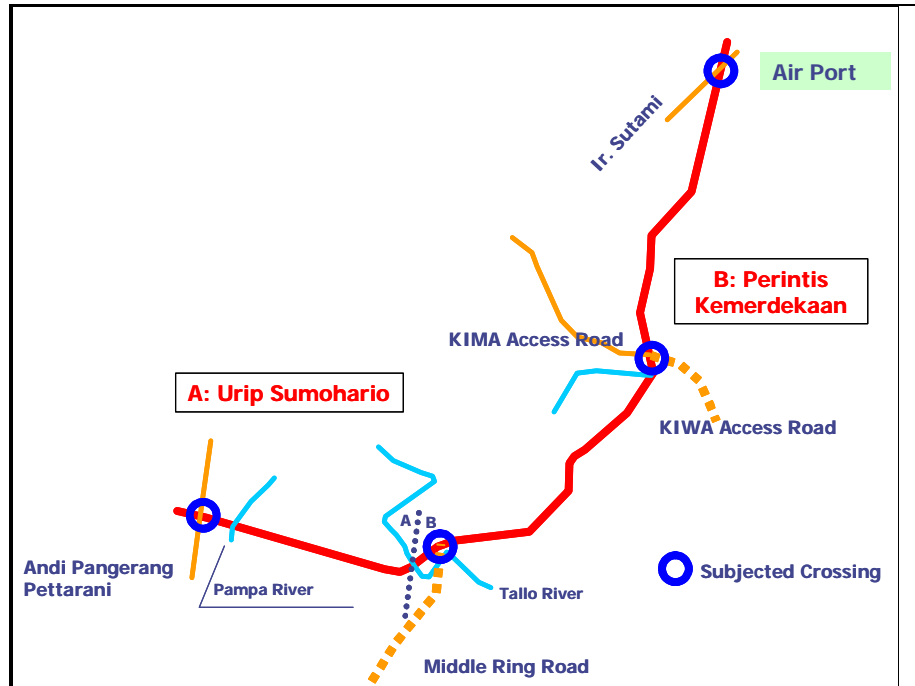 Air Port
Ir. Sutami
B: Perintis
Kemerdekaan
KIMA Access Road
A: Urip Sumohario
KIWA Access Road
A B
Andi Pangerang
Pettarani
Pampa River
Tallo River
Subjected Crossing
Middle Ring Road